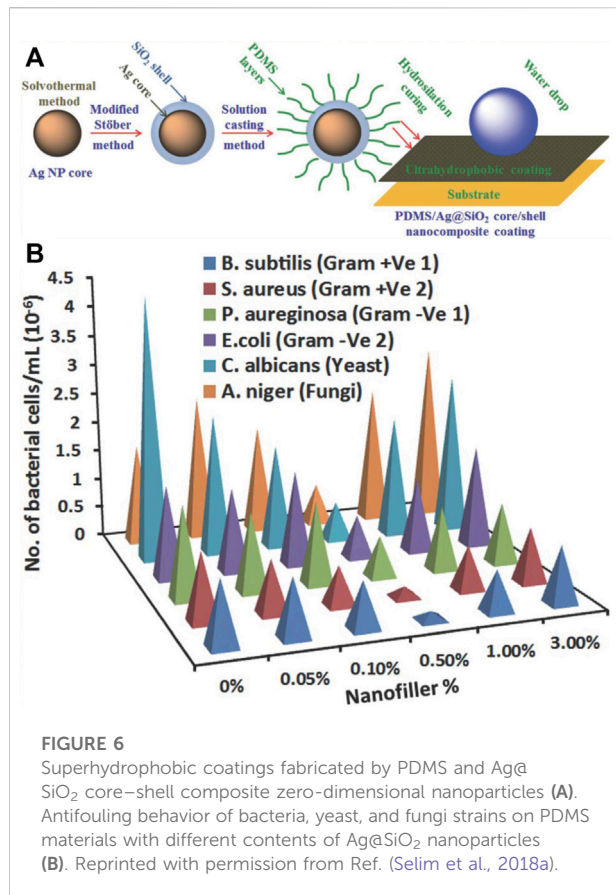 A
Solvothermal method
Ag NP core
Modified Stöber method
SiO₂ shell
Ag core
Solution casting method
PDMS layers
Hydrosilation curing
Water drop
Ultrahydrophobic coating
Substrate
PDMS/Ag@SiO₂ core/shell
nanocomposite coating
B
No. of bacterial cells/mL (10⁻⁶)
4.5
4
3.5
3
2.5
2
1.5
1
0.5
0
B. subtilis (Gram +Ve 1)
S. aureus (Gram +Ve 2)
P. aureginosa (Gram -Ve 1)
E.coli (Gram -Ve 2)
C. albicans (Yeast)
A. niger (Fungi)
0%
0.05%
0.10%
0.50%
1.00%
3.00%
Nanofiller %
FIGURE 6
Superhydrophobic coatings fabricated by PDMS and Ag@
SiO₂ core–shell composite zero-dimensional nanoparticles (A).
Antifouling behavior of bacteria, yeast, and fungi strains on PDMS
materials with different contents of Ag@SiO₂ nanoparticles
(B). Reprinted with permission from Ref. (Selim et al., 2018a).